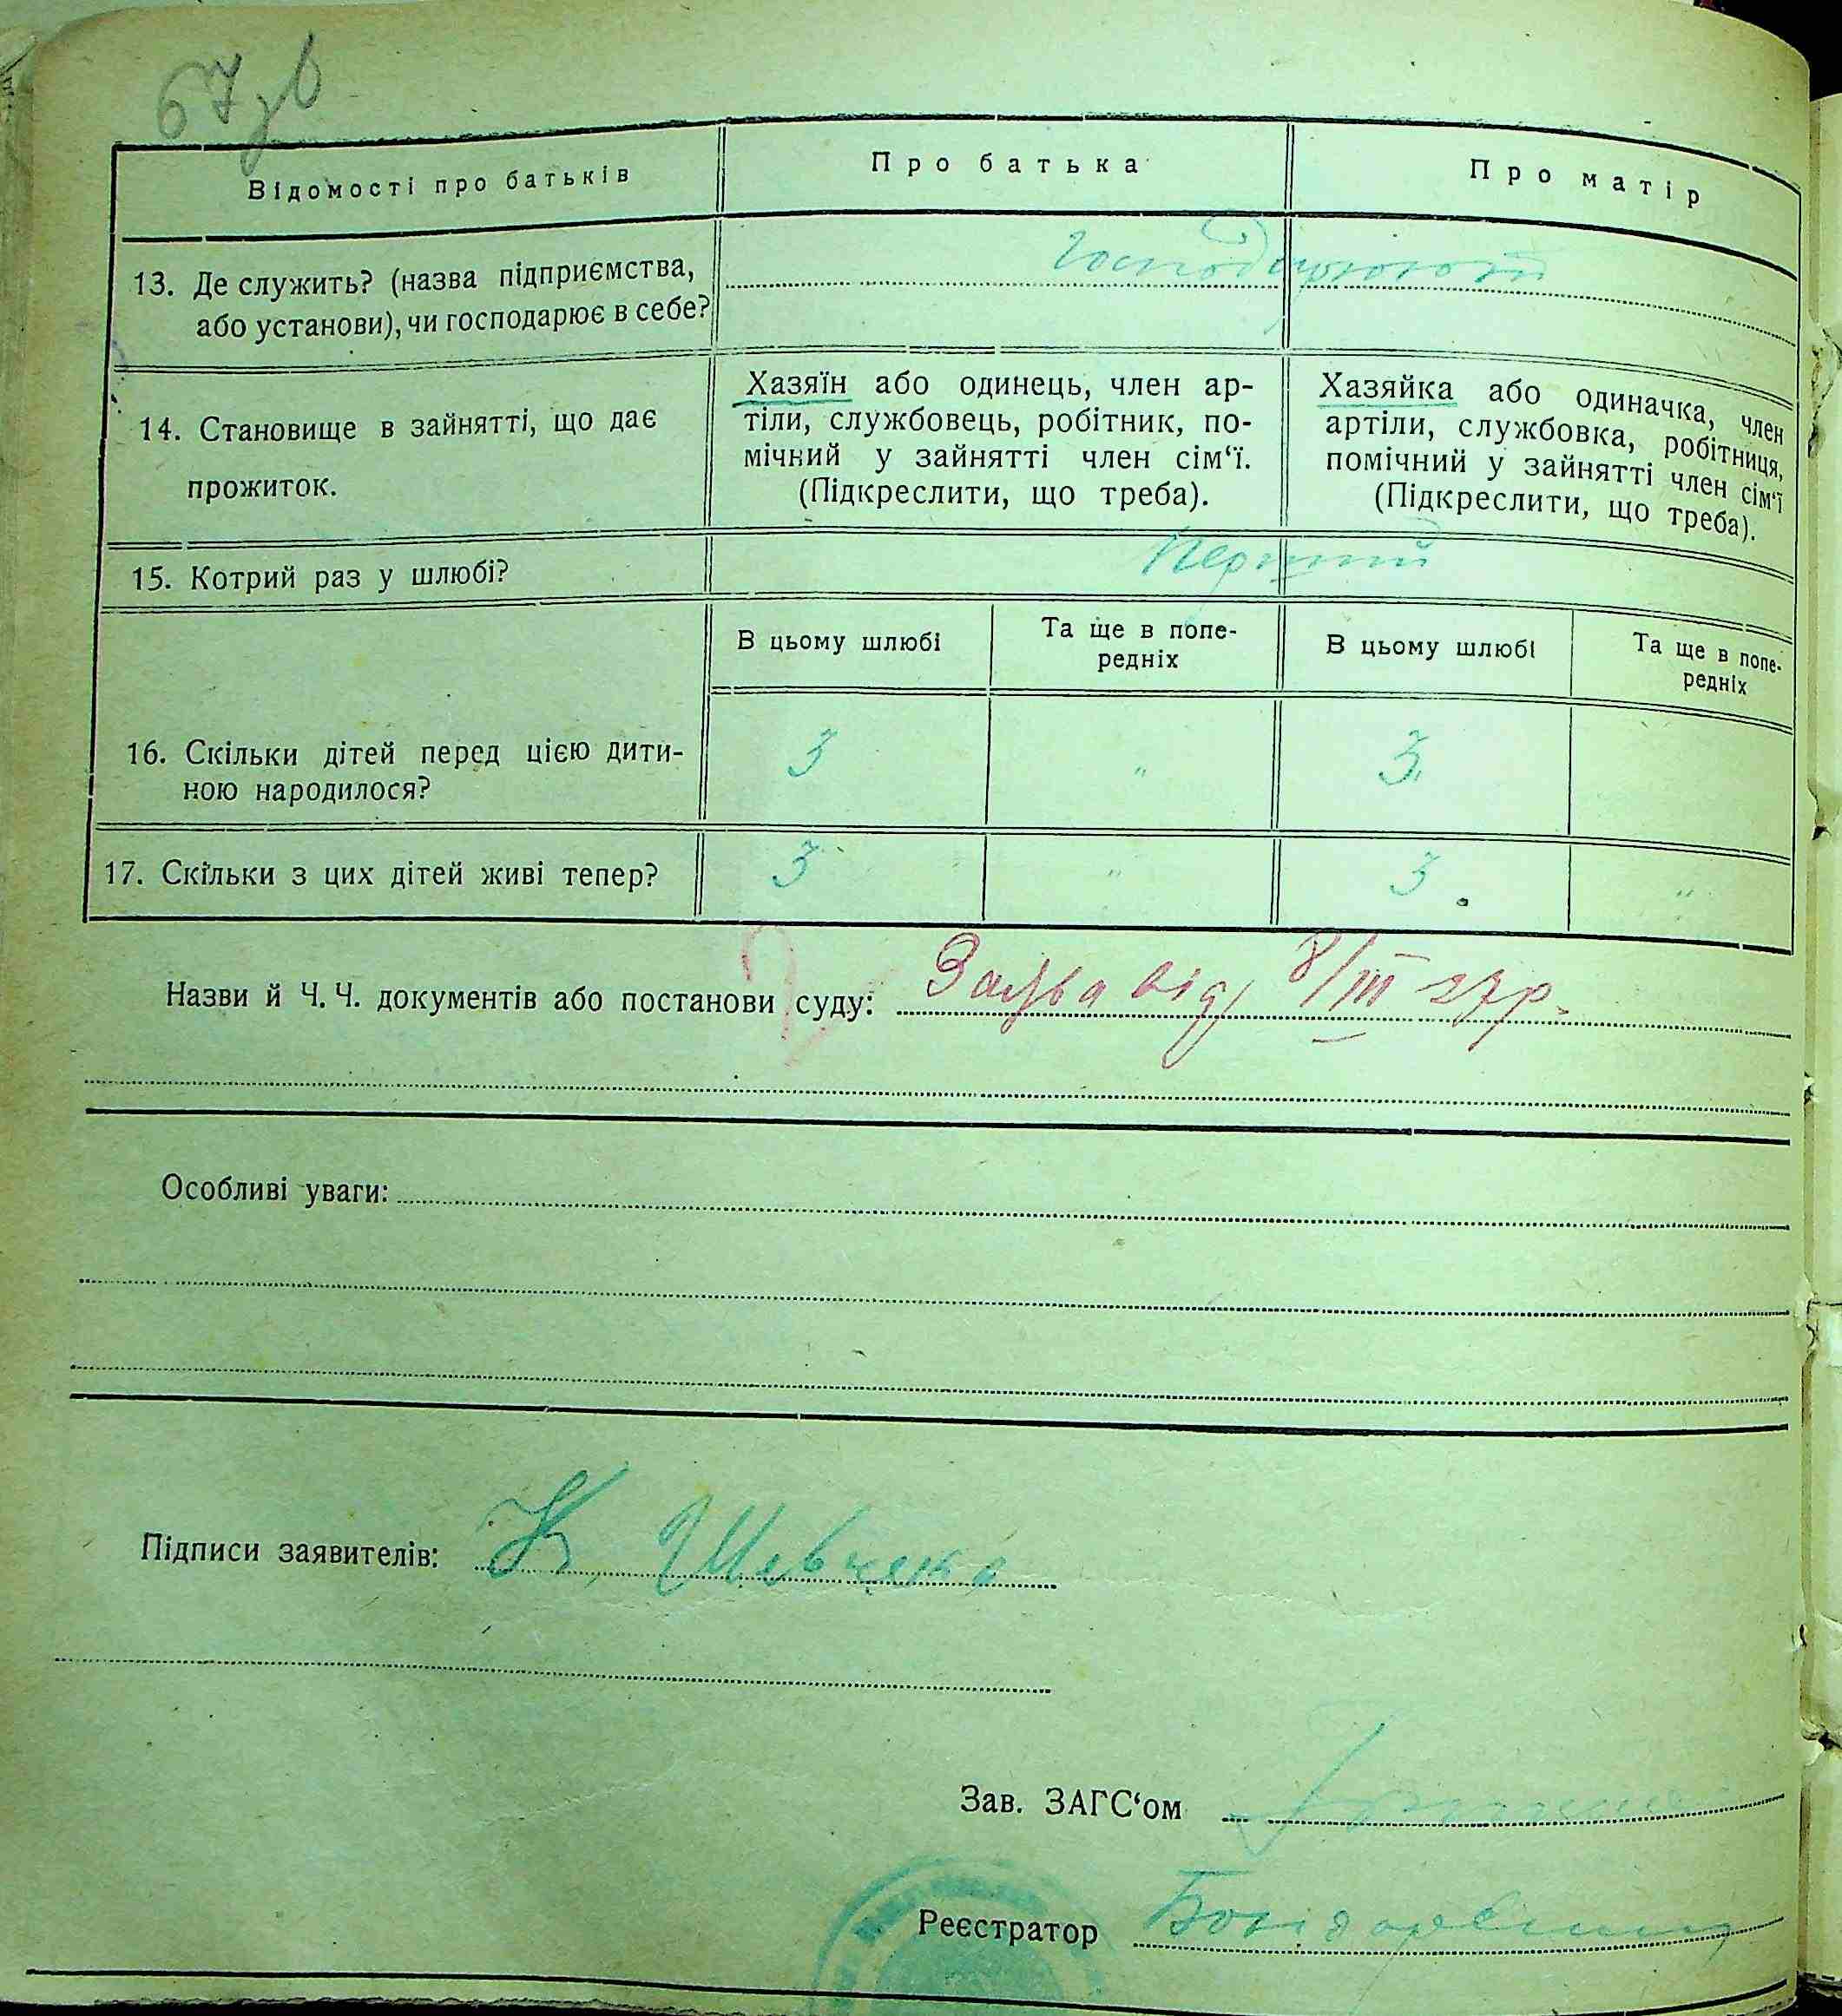 67зв
Відомості про батьків
Про батька
Про матір
13. Де служить? (назва підприємства,
або установи), чи господарює в себе?
Господарюють
14. Становище в зайнятті, що дає
прожиток.
Хазяїн або одинець, член ар-
тіли, службовець, робітник, по-
мічний у зайнятті член сім‘ї.
(Підкреслити, що треба).
Хазяйка або одиначка, член
артіли, службовка, робітниця,
помічний у зайнятті член сім‘ї
(Підкреслити, що треба).
15. Котрий раз у шлюбі?
Перший
В цьому шлюбі
Та ще в попе-
редніх
В цьому шлюбі
Та ще в попе-
редніх
16. Скільки дітей перед цією дити-
ною народилося?
3 " 3
17. Скільки з цих дітей живі тепер?
3 " 3 "
Назви й Ч. Ч. документів або постанови суду: Заява від 8/III 27р.
Особливі уваги:
Підписи заявителів: К. Шевченко
Зав. ЗАГС‘ом
Реєстратор